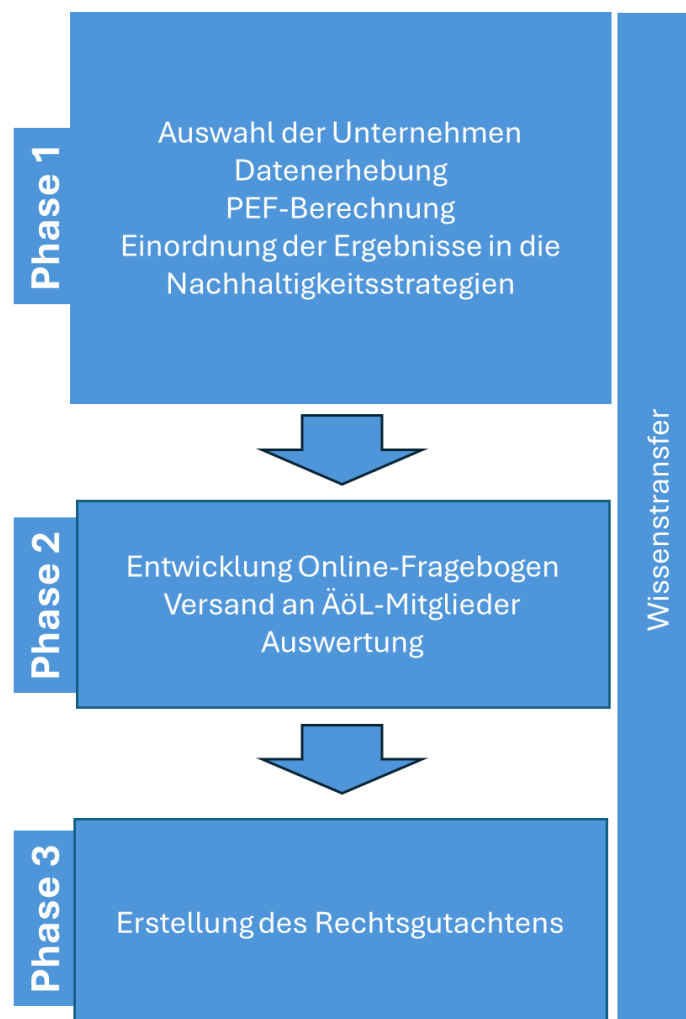 Phase 1
Auswahl der Unternehmen
Datenerhebung
PEF-Berechnung
Einordnung der Ergebnisse in die
Nachhaltigkeitsstrategien
Phase 2
Entwicklung Online-Fragebogen
Versand an ÄöL-Mitglieder
Auswertung
Phase 3
Erstellung des Rechtsgutachtens
Wissenstransfer